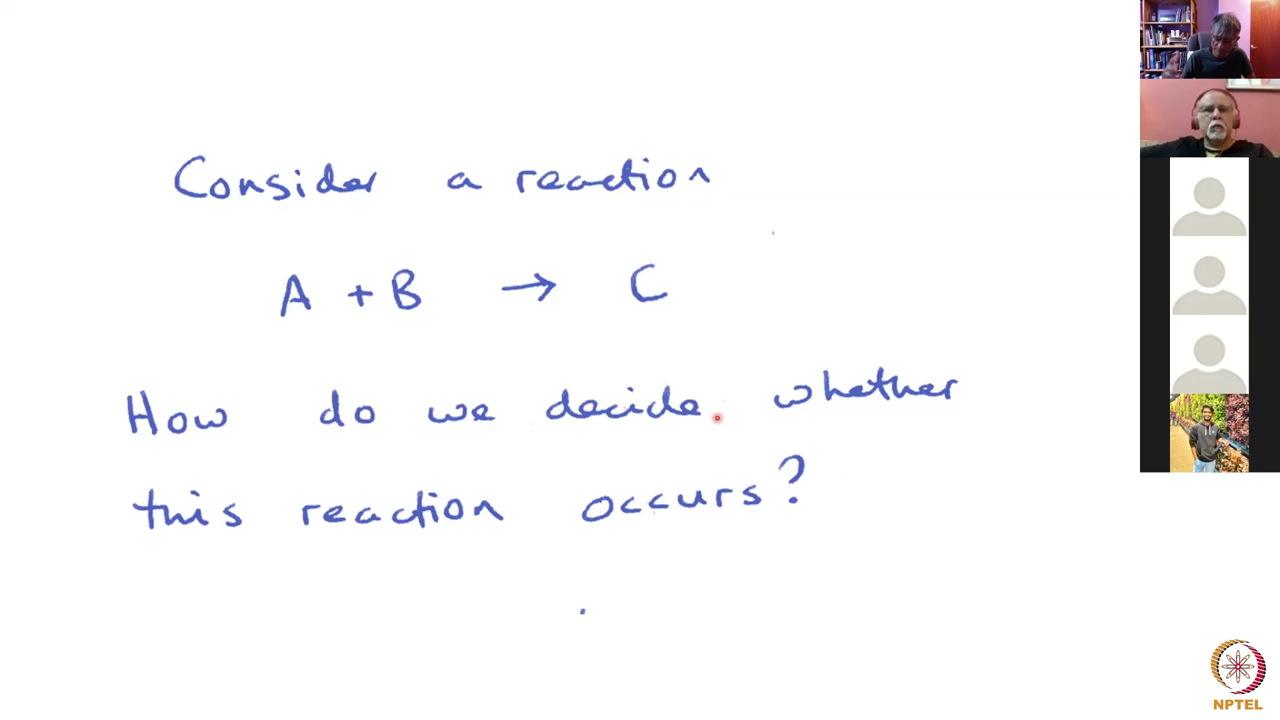 Consider a reaction
A + B → C
How do we decide whether
this reaction occurs?
NPTEL